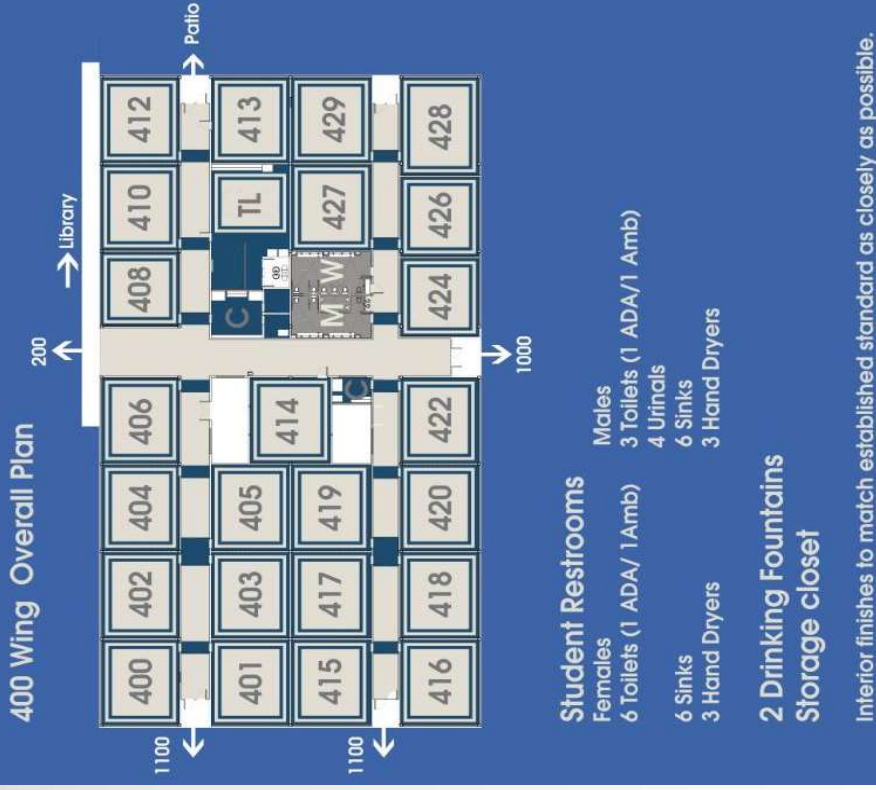 400 Wing Overall Plan
200
Library
Patio
1100
1100
1000
400
402
404
406
408
410
412
401
403
405
414
C
TL
413
415
417
419
C
M
W
427
429
416
418
420
422
424
426
428
Student Restrooms
Females
6 Toilets (1 ADA/ 1Amb)
6 Sinks
3 Hand Dryers
Males
3 Toilets (1 ADA/1 Amb)
4 Urinals
6 Sinks
3 Hand Dryers
2 Drinking Fountains
Storage closet
Interior finishes to match established standard as closely as possible.